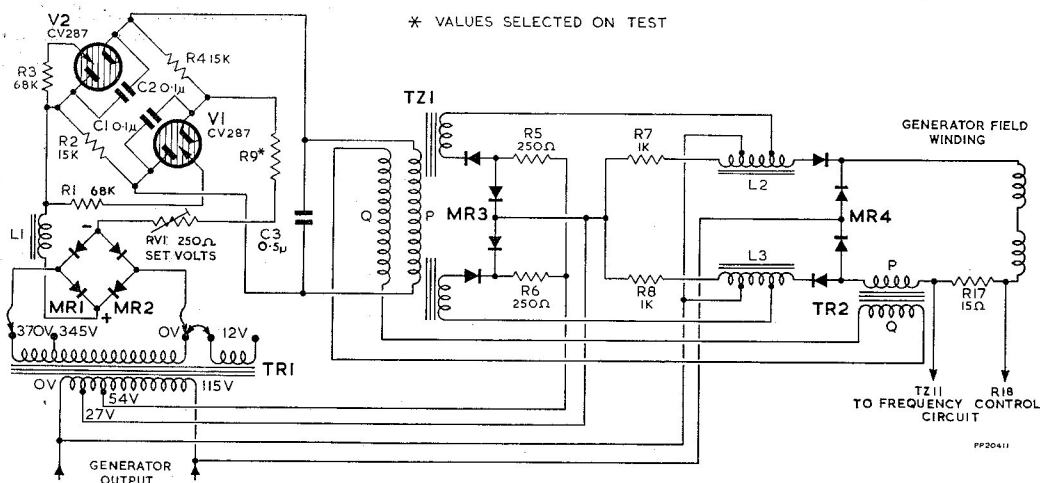 * VALUES SELECTED ON TEST
V2
CV287
R3
68K
R4 15K
C2 0·1µ
C1 0·1µ
V1
CV287
R2
15K
R9*
R1 68K
L1
RV1 250Ω
SET VOLTS
C3
0·5µ
-
MR1
MR2
+
370V
345V
0V
12V
TR1
0V
115V
54V
27V
GENERATOR
OUTPUT
TZ1
Q
P
R5
250Ω
MR3
R6
250Ω
R7
1K
R8
1K
L2
L3
MR4
GENERATOR FIELD
WINDING
P
TR2
Q
R17
15Ω
TZ11
R18
TO FREQUENCY CONTROL
CIRCUIT
PP20411